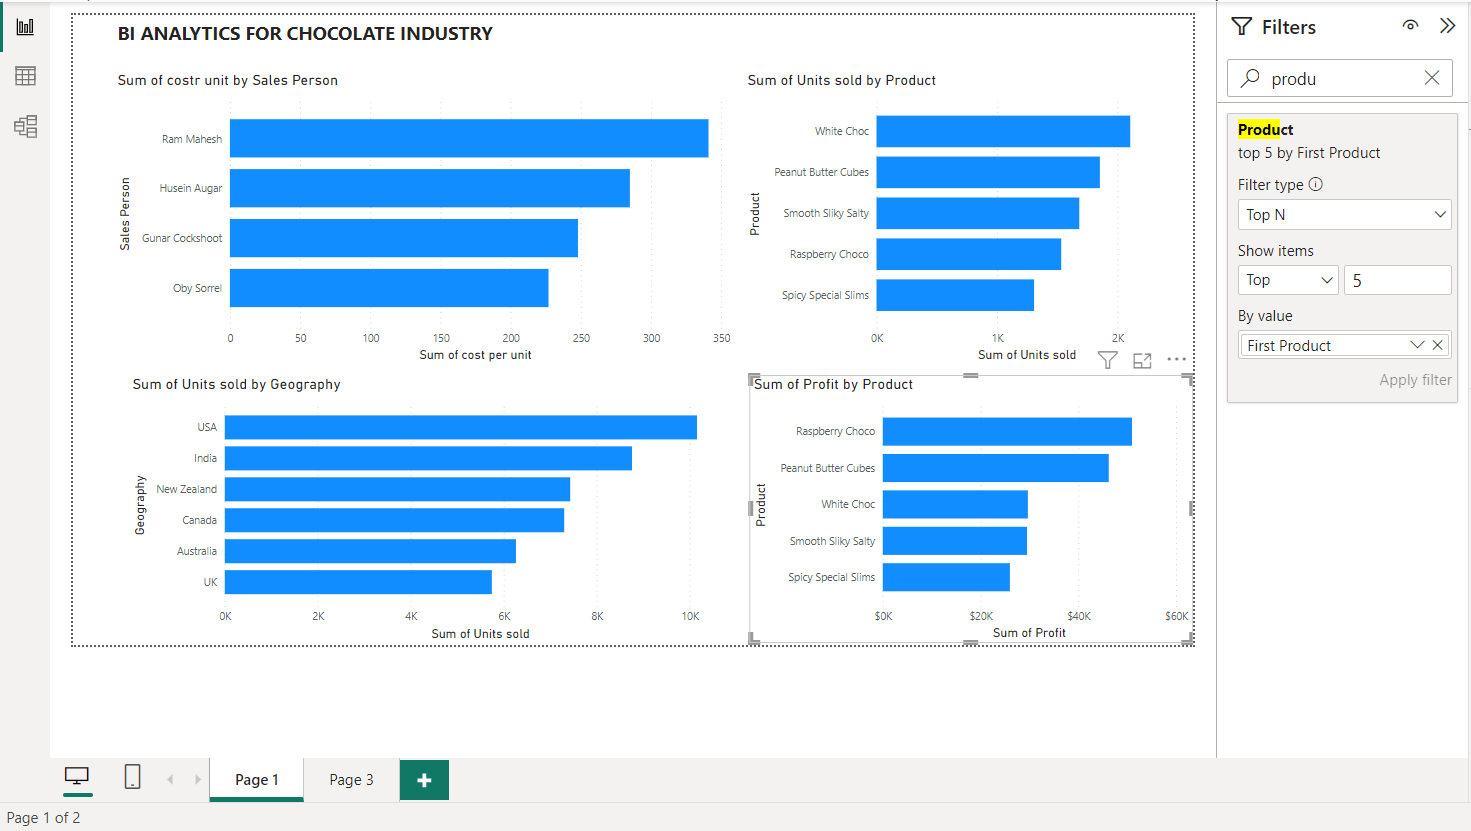 BI ANALYTICS FOR CHOCOLATE INDUSTRY
Sum of costr unit by Sales Person
Sales Person
Ram Mahesh
Husein Augar
Gunar Cockshoot
Oby Sorrel
0 50 100 150 200 250 300 350
Sum of cost per unit
Sum of Units sold by Product
Product
White Choc
Peanut Butter Cubes
Smooth Sliky Salty
Raspberry Choco
Spicy Special Slims
0K 1K 2K
Sum of Units sold
Sum of Units sold by Geography
Geography
USA
India
New Zealand
Canada
Australia
UK
0K 2K 4K 6K 8K 10K
Sum of Units sold
Sum of Profit by Product
Product
Raspberry Choco
Peanut Butter Cubes
White Choc
Smooth Sliky Salty
Spicy Special Slims
$0K $20K $40K $60K
Sum of Profit
Filters
produ
Product
top 5 by First Product
Filter type
Top N
Show items
Top 5
By value
First Product
Apply filter
Page 1 Page 3
Page 1 of 2